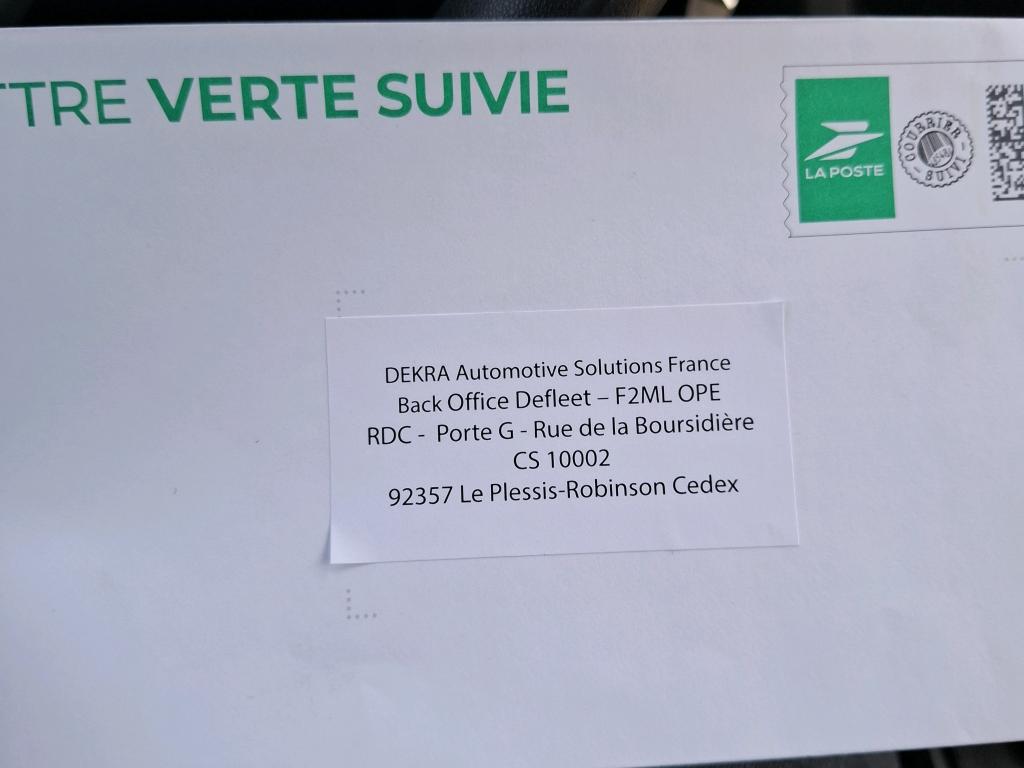 TTRE VERTE SUIVIE
LA POSTE
COURRIER
SUIVI
DEKRA Automotive Solutions France
Back Office Defleet – F2ML OPE
RDC - Porte G - Rue de la Boursidière
CS 10002
92357 Le Plessis-Robinson Cedex